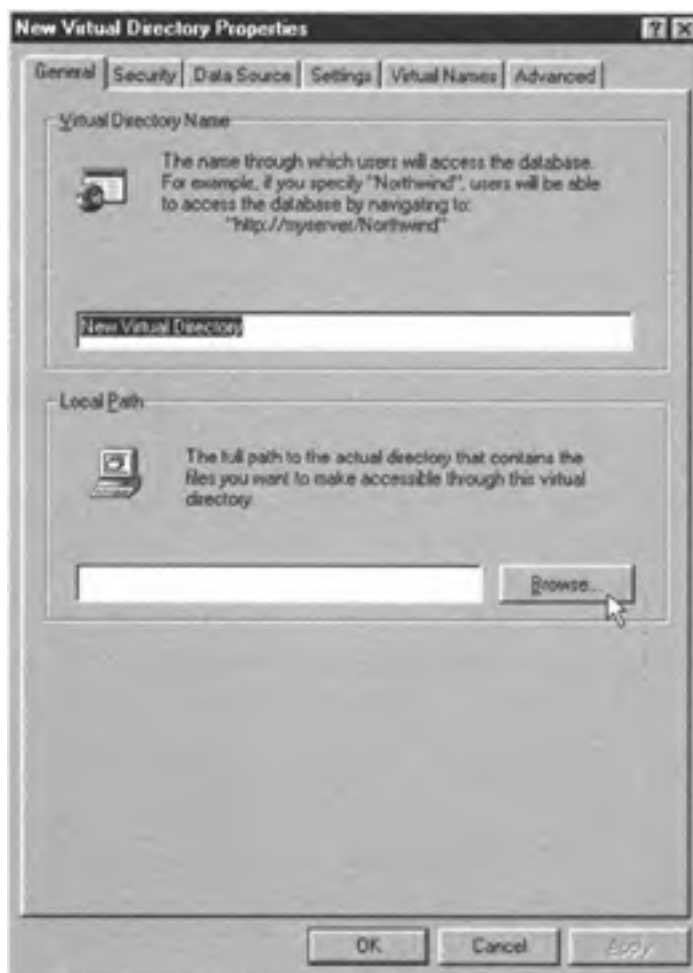 New Virtual Directory Properties
General Security Data Source Settings Virtual Names Advanced
Virtual Directory Name
The name through which users will access the database.
For example, if you specify "Northwind", users will be able
to access the database by navigating to:
"http://myserver/Northwind"
New Virtual Directory
Local Path
The full path to the actual directory that contains the
files you want to make accessible through this virtual
directory.
Browse...
OK Cancel Apply